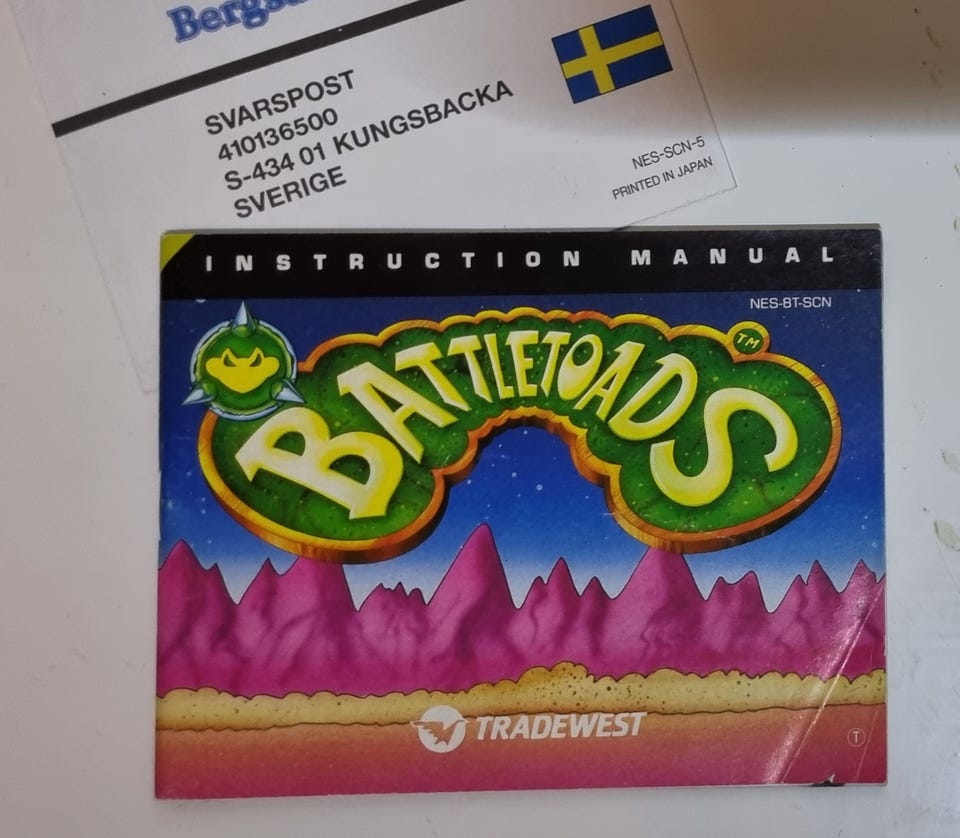 SVARSPOST
410136500
S-434 01 KUNGSBACKA
SVERIGE
NES-SCN-5
PRINTED IN JAPAN
INSTRUCTION MANUAL
NES-8T-SCN
BATTLETOADS
TM
TRADEWEST
T